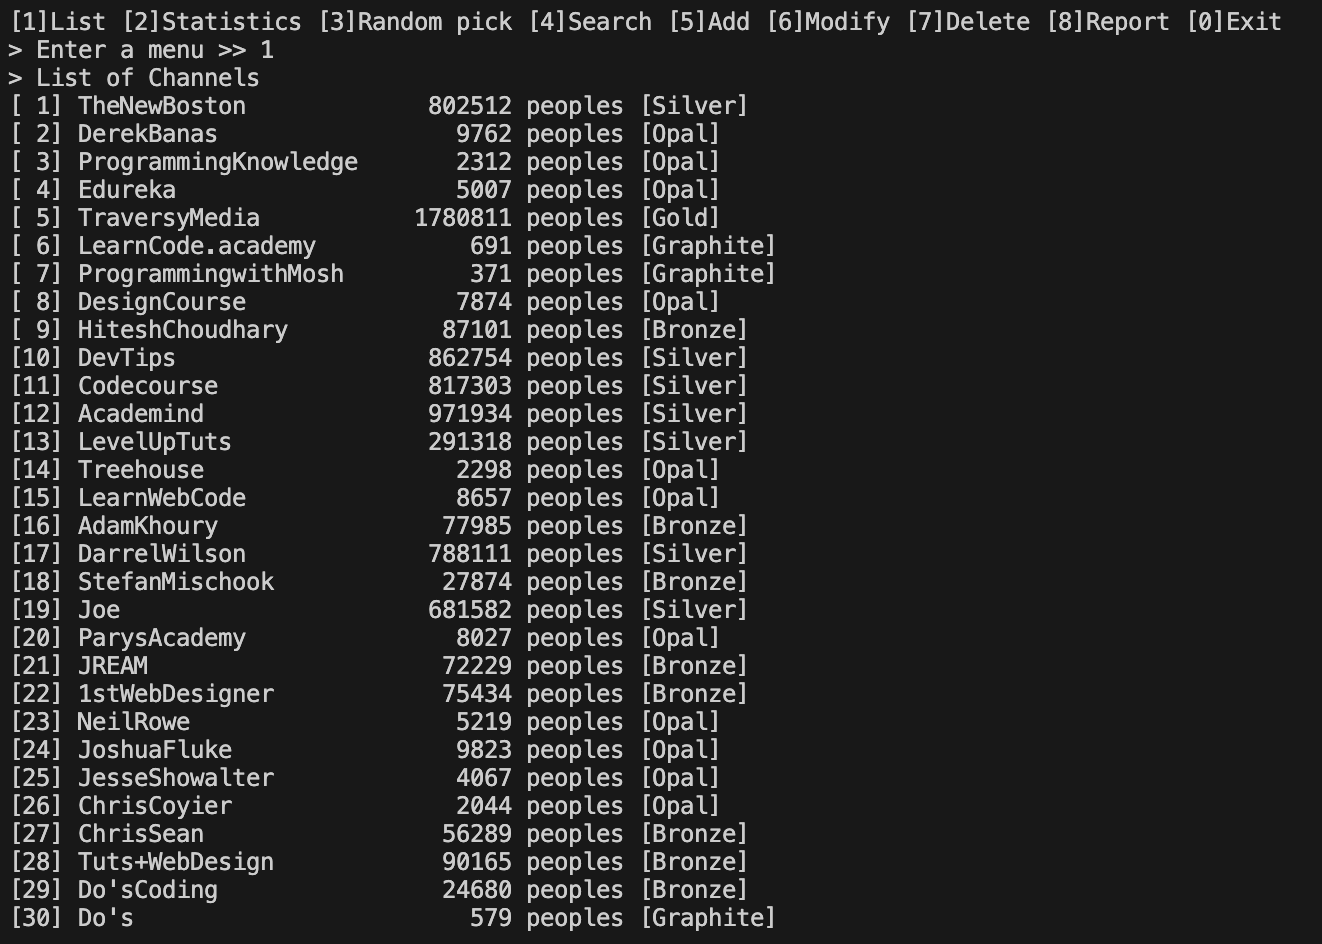 [1]List [2]Statistics [3]Random pick [4]Search [5]Add [6]Modify [7]Delete [8]Report [0]Exit
> Enter a menu >> 1
> List of Channels
[ 1] TheNewBoston             802512 peoples [Silver]
[ 2] DerekBanas                 9762 peoples [Opal]
[ 3] ProgrammingKnowledge       2312 peoples [Opal]
[ 4] Edureka                    5007 peoples [Opal]
[ 5] TraversyMedia           1780811 peoples [Gold]
[ 6] LearnCode.academy           691 peoples [Graphite]
[ 7] ProgrammingwithMosh         371 peoples [Graphite]
[ 8] DesignCourse               7874 peoples [Opal]
[ 9] HiteshChoudhary           87101 peoples [Bronze]
[10] DevTips                  862754 peoples [Silver]
[11] Codecourse               817303 peoples [Silver]
[12] Academind                971934 peoples [Silver]
[13] LevelUpTuts              291318 peoples [Silver]
[14] Treehouse                  2298 peoples [Opal]
[15] LearnWebCode               8657 peoples [Opal]
[16] AdamKhoury                77985 peoples [Bronze]
[17] DarrelWilson             788111 peoples [Silver]
[18] StefanMischook            27874 peoples [Bronze]
[19] Joe                      681582 peoples [Silver]
[20] ParysAcademy               8027 peoples [Opal]
[21] JREAM                     72229 peoples [Bronze]
[22] 1stWebDesigner            75434 peoples [Bronze]
[23] NeilRowe                   5219 peoples [Opal]
[24] JoshuaFluke                9823 peoples [Opal]
[25] JesseShowalter             4067 peoples [Opal]
[26] ChrisCoyier                2044 peoples [Opal]
[27] ChrisSean                 56289 peoples [Bronze]
[28] Tuts+WebDesign            90165 peoples [Bronze]
[29] Do'sCoding                24680 peoples [Bronze]
[30] Do's                        579 peoples [Graphite]